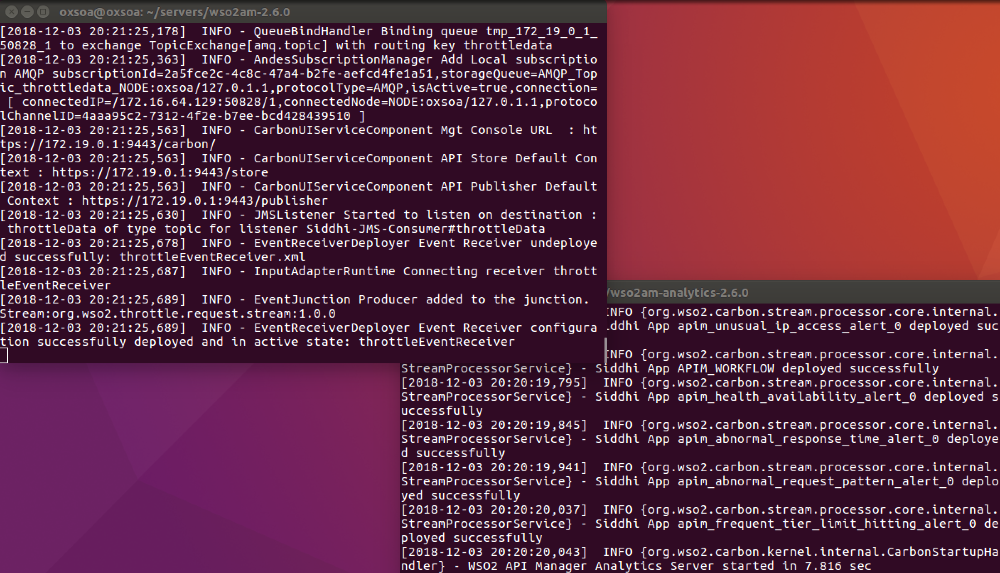 oxsoa@oxsoa: ~/servers/wso2am-2.6.0
[2018-12-03 20:21:25,178]  INFO - QueueBindHandler Binding queue tmp_172_19_0_1_
50828_1 to exchange TopicExchange[amq.topic] with routing key throttledata
[2018-12-03 20:21:25,363]  INFO - AndesSubscriptionManager Add Local subscriptio
n AMQP subscriptionId=2a5fce2c-4c8c-47a4-b2fe-aefcd4fe1a51,storageQueue=AMQP_Top
ic_throttledata_NODE:oxsoa/127.0.1.1,protocolType=AMQP,isActive=true,connection=
 [ connectedIP=/172.16.64.129:50828/1,connectedNode=NODE:oxsoa/127.0.1.1,protoco
lChannelID=4aaa95c2-7312-4f2e-b7ee-bcd428439510 ]
[2018-12-03 20:21:25,563]  INFO - CarbonUIServiceComponent Mgt Console URL  : ht
tps://172.19.0.1:9443/carbon/
[2018-12-03 20:21:25,563]  INFO - CarbonUIServiceComponent API Store Default Con
text : https://172.19.0.1:9443/store
[2018-12-03 20:21:25,563]  INFO - CarbonUIServiceComponent API Publisher Default
 Context : https://172.19.0.1:9443/publisher
[2018-12-03 20:21:25,630]  INFO - JMSListener Started to listen on destination :
 throttleData of type topic for listener Siddhi-JMS-Consumer#throttleData
[2018-12-03 20:21:25,678]  INFO - EventReceiverDeployer Event Receiver undeploye
d successfully: throttleEventReceiver.xml
[2018-12-03 20:21:25,687]  INFO - InputAdapterRuntime Connecting receiver thrott
leEventReceiver
[2018-12-03 20:21:25,689]  INFO - EventJunction Producer added to the junction.
Stream:org.wso2.throttle.request.stream:1.0.0
[2018-12-03 20:21:25,689]  INFO - EventReceiverDeployer Event Receiver configura
tion successfully deployed and in active state: throttleEventReceiver
/wso2am-analytics-2.6.0
INFO {org.wso2.carbon.stream.processor.core.internal.
iddhi App apim_unusual_ip_access_alert_0 deployed suc
INFO {org.wso2.carbon.stream.processor.core.internal.
StreamProcessorService} - Siddhi App APIM_WORKFLOW deployed successfully
[2018-12-03 20:20:19,795]  INFO {org.wso2.carbon.stream.processor.core.internal.
StreamProcessorService} - Siddhi App apim_health_availability_alert_0 deployed s
uccessfully
[2018-12-03 20:20:19,845]  INFO {org.wso2.carbon.stream.processor.core.internal.
StreamProcessorService} - Siddhi App apim_abnormal_response_time_alert_0 deploye
d successfully
[2018-12-03 20:20:19,941]  INFO {org.wso2.carbon.stream.processor.core.internal.
StreamProcessorService} - Siddhi App apim_abnormal_request_pattern_alert_0 deplo
yed successfully
[2018-12-03 20:20:20,037]  INFO {org.wso2.carbon.stream.processor.core.internal.
StreamProcessorService} - Siddhi App apim_frequent_tier_limit_hitting_alert_0 de
ployed successfully
[2018-12-03 20:20:20,043]  INFO {org.wso2.carbon.kernel.internal.CarbonStartupHa
ndler} - WSO2 API Manager Analytics Server started in 7.816 sec